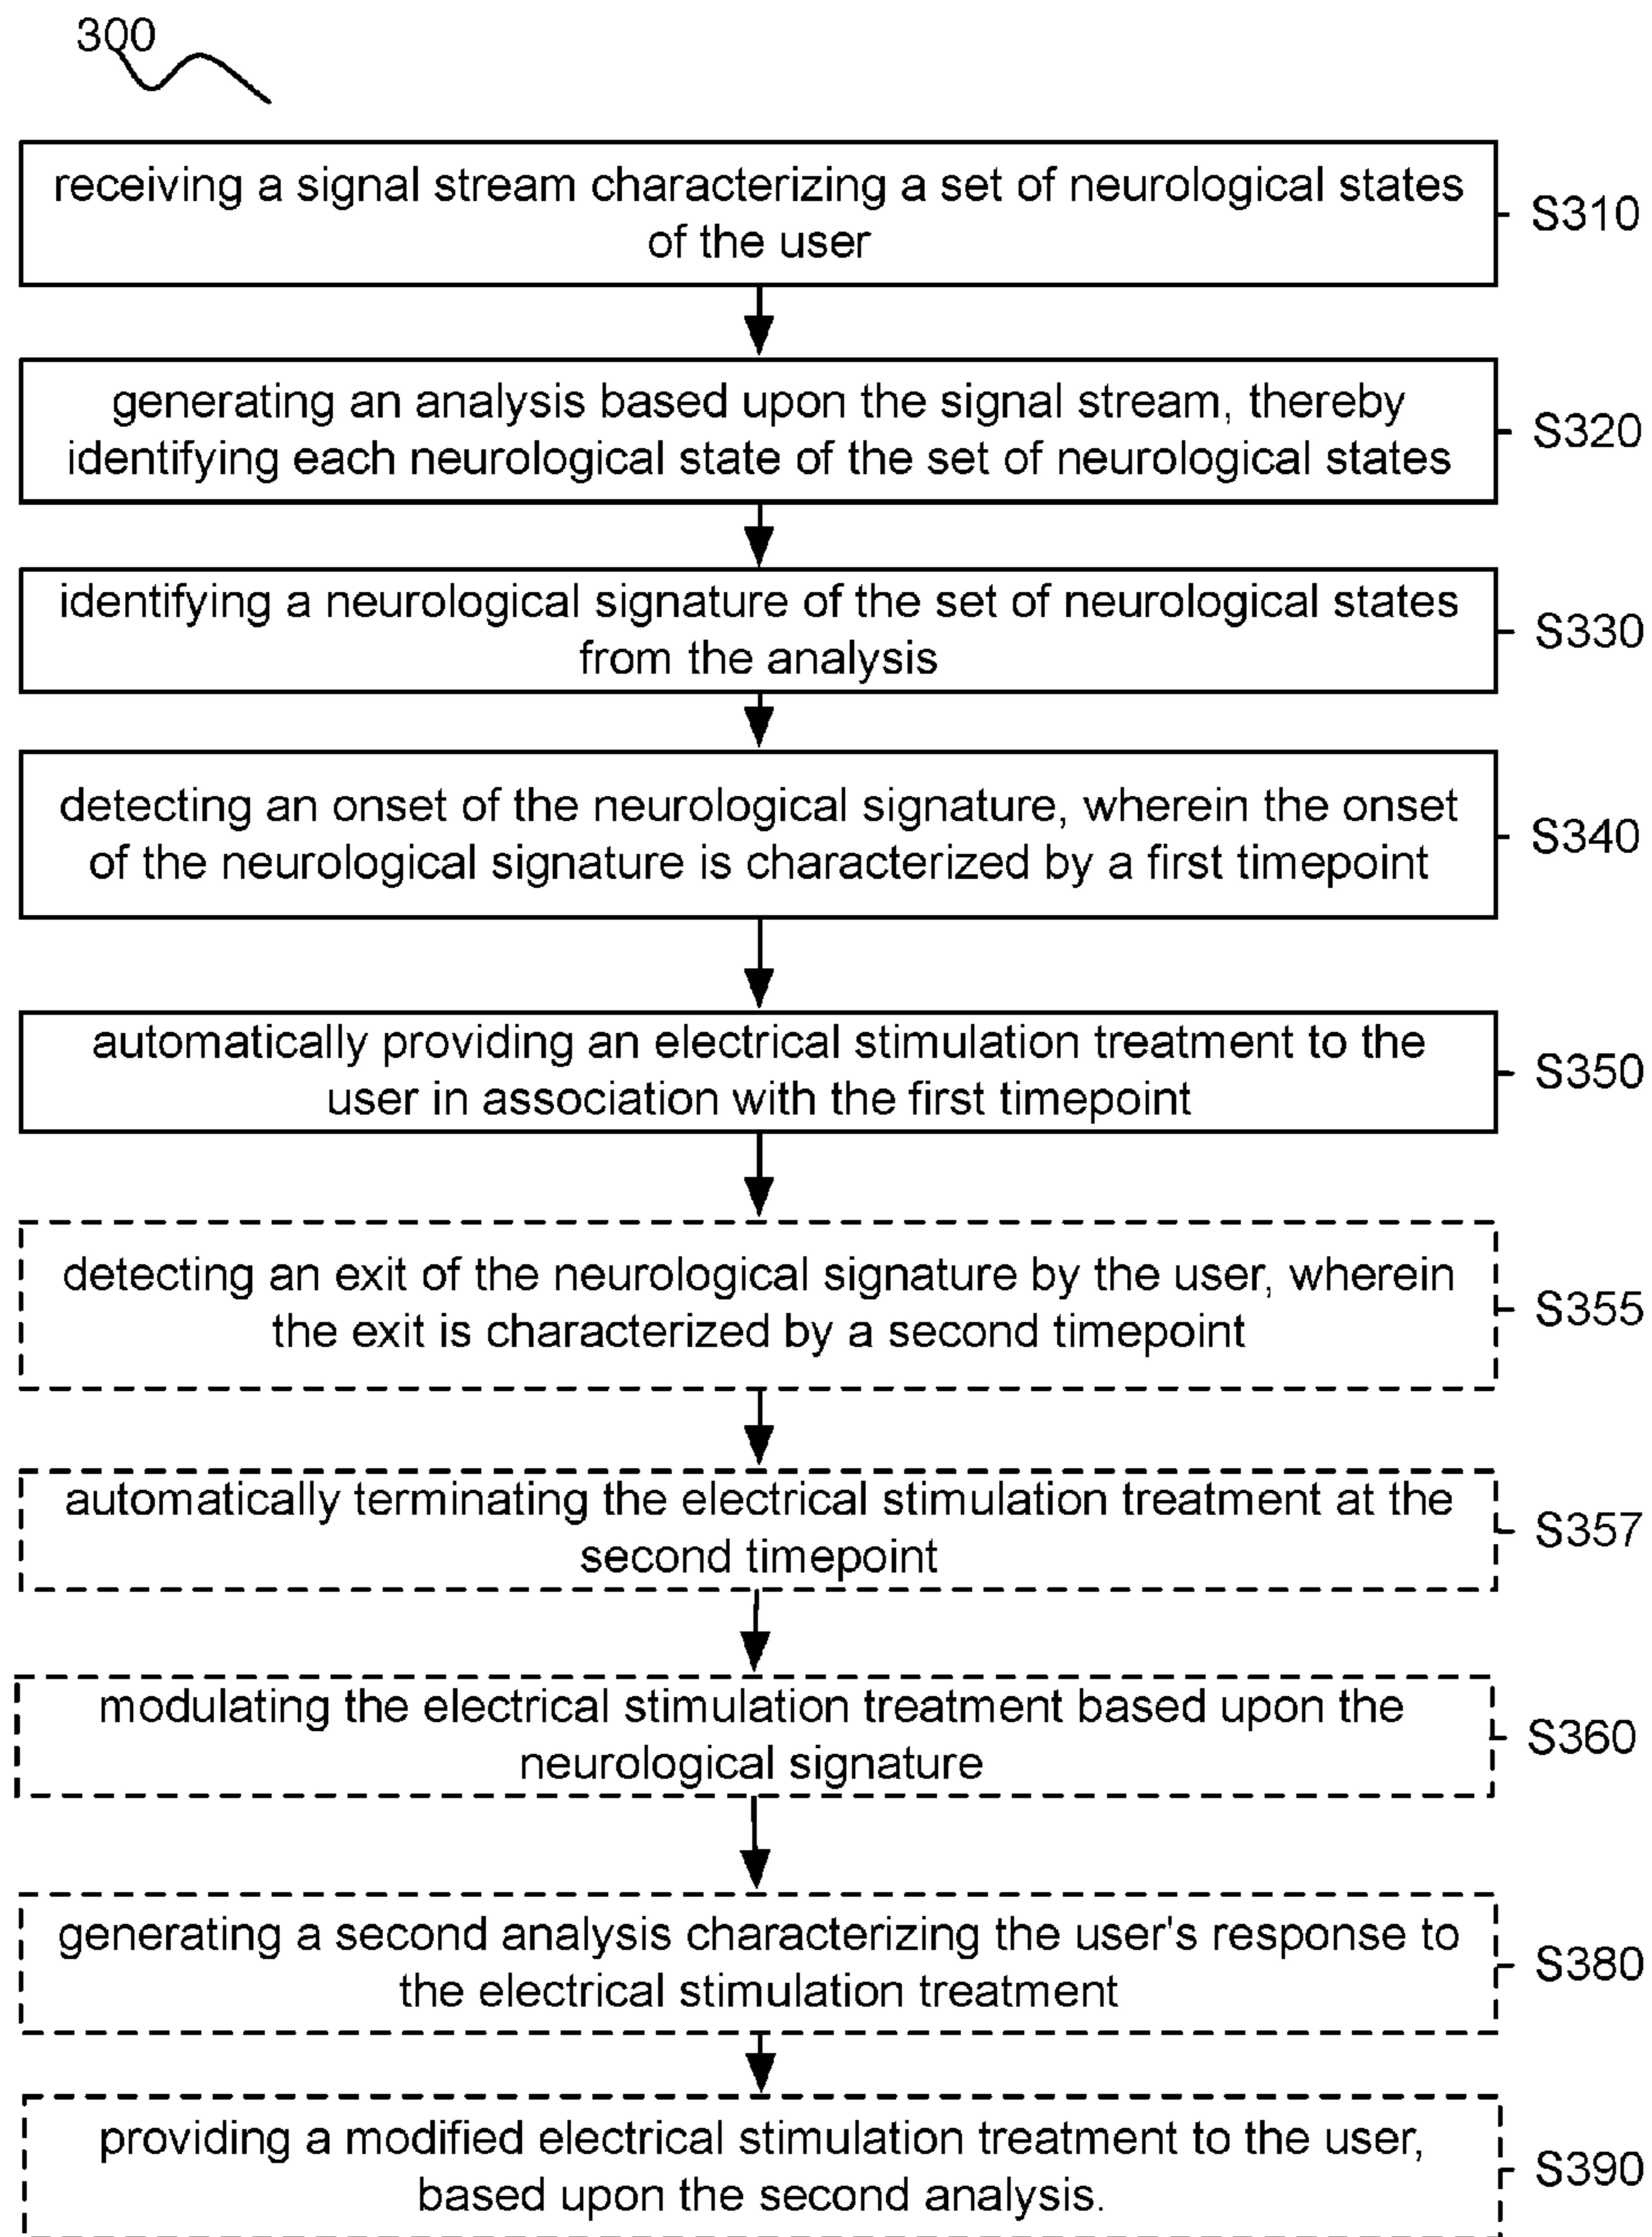 300
receiving a signal stream characterizing a set of neurological states
of the user
S310
generating an analysis based upon the signal stream, thereby
identifying each neurological state of the set of neurological states
S320
identifying a neurological signature of the set of neurological states
from the analysis
S330
detecting an onset of the neurological signature, wherein the onset
of the neurological signature is characterized by a first timepoint
S340
automatically providing an electrical stimulation treatment to the
user in association with the first timepoint
S350
detecting an exit of the neurological signature by the user, wherein
the exit is characterized by a second timepoint
S355
automatically terminating the electrical stimulation treatment at the
second timepoint
S357
modulating the electrical stimulation treatment based upon the
neurological signature
S360
generating a second analysis characterizing the user's response to
the electrical stimulation treatment
S380
providing a modified electrical stimulation treatment to the user,
based upon the second analysis.
S390